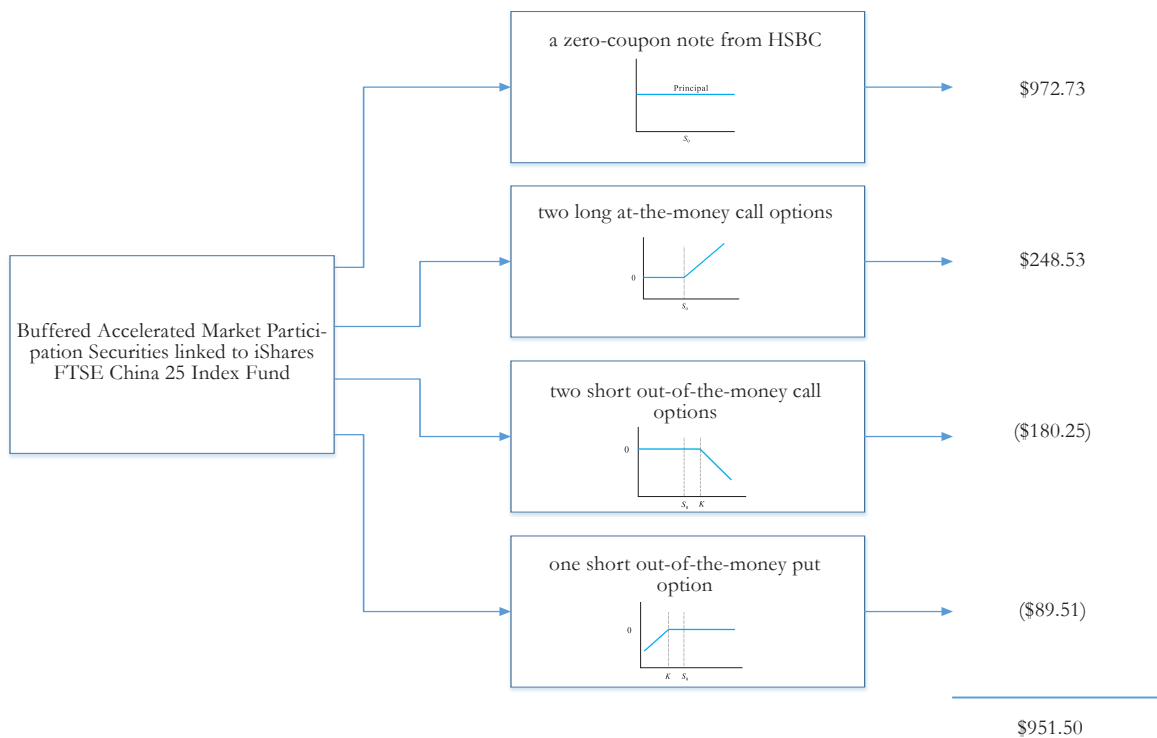 a zero-coupon note from HSBC
Principal
S₀
$972.73
two long at-the-money call options
0
S₀
$248.53
Buffered Accelerated Market Partici-
pation Securities linked to iShares
FTSE China 25 Index Fund
two short out-of-the-money call
options
0
S₀ K
($180.25)
one short out-of-the-money put
option
0
K S₀
($89.51)
$951.50